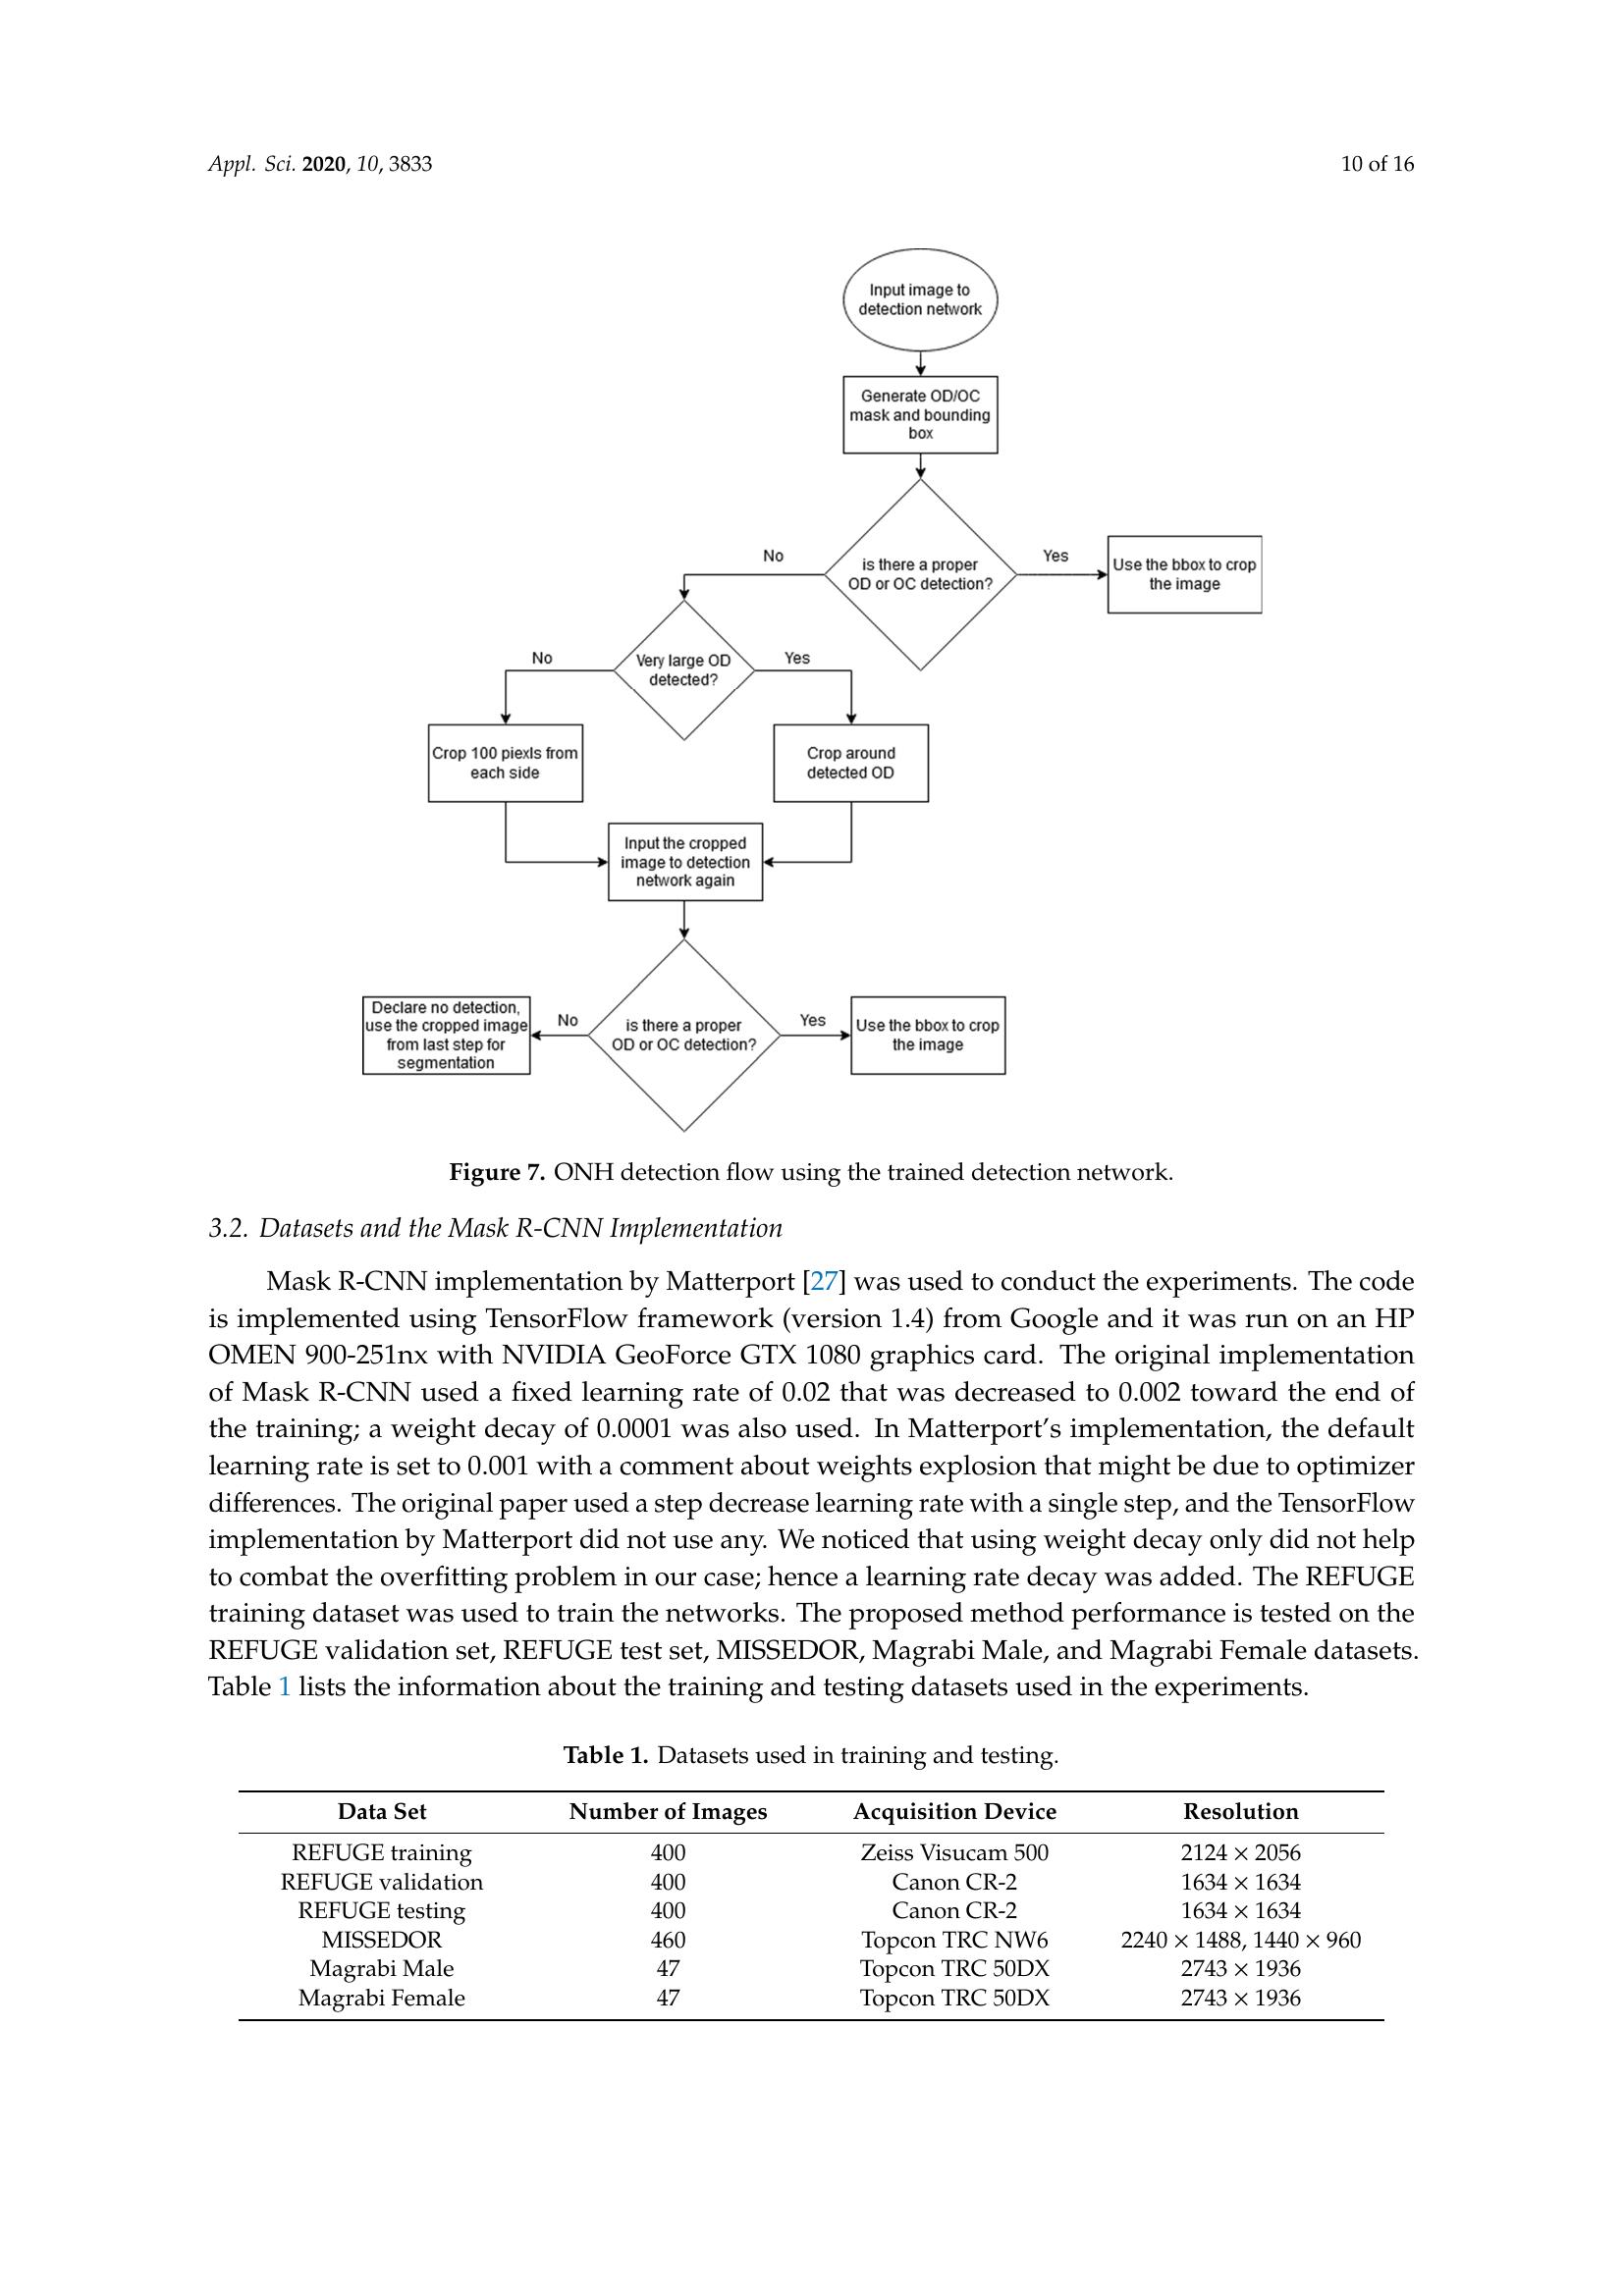 Appl. Sci. 2020, 10, 3833 10 of 16
Input image to
detection network
Generate OD/OC
mask and bounding
box
is there a proper
OD or OC detection?
Yes
Use the bbox to crop
the image
No
Very large OD
detected?
No
Yes
Crop 100 piexls from
each side
Crop around
detected OD
Input the cropped
image to detection
network again
is there a proper
OD or OC detection?
No
Declare no detection,
use the cropped image
from last step for
segmentation
Yes
Use the bbox to crop
the image
Figure 7. ONH detection flow using the trained detection network.
3.2. Datasets and the Mask R-CNN Implementation
Mask R-CNN implementation by Matterport [27] was used to conduct the experiments. The code
is implemented using TensorFlow framework (version 1.4) from Google and it was run on an HP
OMEN 900-251nx with NVIDIA GeoForce GTX 1080 graphics card. The original implementation
of Mask R-CNN used a fixed learning rate of 0.02 that was decreased to 0.002 toward the end of
the training; a weight decay of 0.0001 was also used. In Matterport's implementation, the default
learning rate is set to 0.001 with a comment about weights explosion that might be due to optimizer
differences. The original paper used a step decrease learning rate with a single step, and the TensorFlow
implementation by Matterport did not use any. We noticed that using weight decay only did not help
to combat the overfitting problem in our case; hence a learning rate decay was added. The REFUGE
training dataset was used to train the networks. The proposed method performance is tested on the
REFUGE validation set, REFUGE test set, MISSEDOR, Magrabi Male, and Magrabi Female datasets.
Table 1 lists the information about the training and testing datasets used in the experiments.
Table 1. Datasets used in training and testing.
Data Set Number of Images Acquisition Device Resolution
REFUGE training 400 Zeiss Visucam 500 2124 × 2056
REFUGE validation 400 Canon CR-2 1634 × 1634
REFUGE testing 400 Canon CR-2 1634 × 1634
MISSEDOR 460 Topcon TRC NW6 2240 × 1488, 1440 × 960
Magrabi Male 47 Topcon TRC 50DX 2743 × 1936
Magrabi Female 47 Topcon TRC 50DX 2743 × 1936